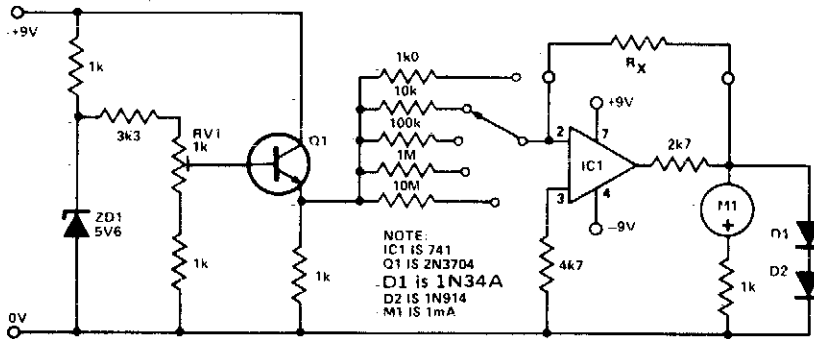 +9V
1k
3k3
RV1
1k
ZD1
5V6
1k
Q1
1k
1k0
10k
100k
1M
10M
NOTE:
IC1 IS 741
Q1 IS 2N3704
D1 is 1N34A
D2 IS 1N914
M1 IS 1mA
RX
+9V
2
7
IC1
3
4
-9V
4k7
2k7
M1
+
1k
D1
D2
0V